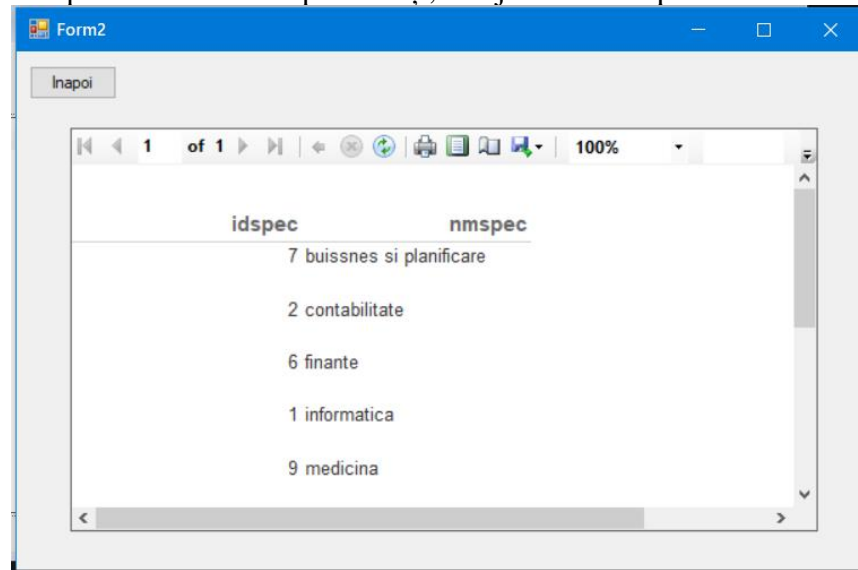 Form2
Inapoi
1 of 1 100%
idspec nmspec
7 buissnes si planificare
2 contabilitate
6 finante
1 informatica
9 medicina